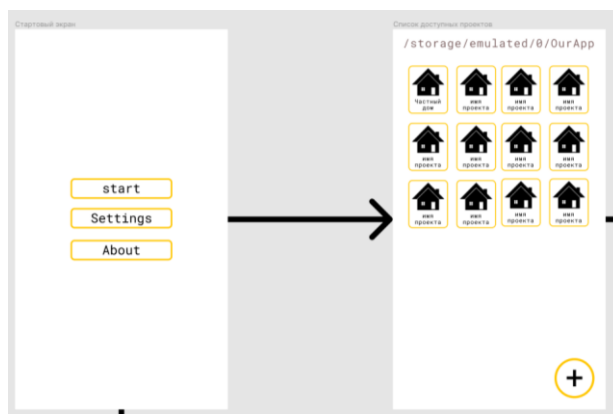 Стартовый экран
Список доступных проектов
/storage/emulated/0/OurApp
Частный имя имя имя
дом проекта проекта проекта
имя имя имя имя
проекта проекта проекта проекта
имя имя имя имя
проекта проекта проекта проекта
start
Settings
About
+